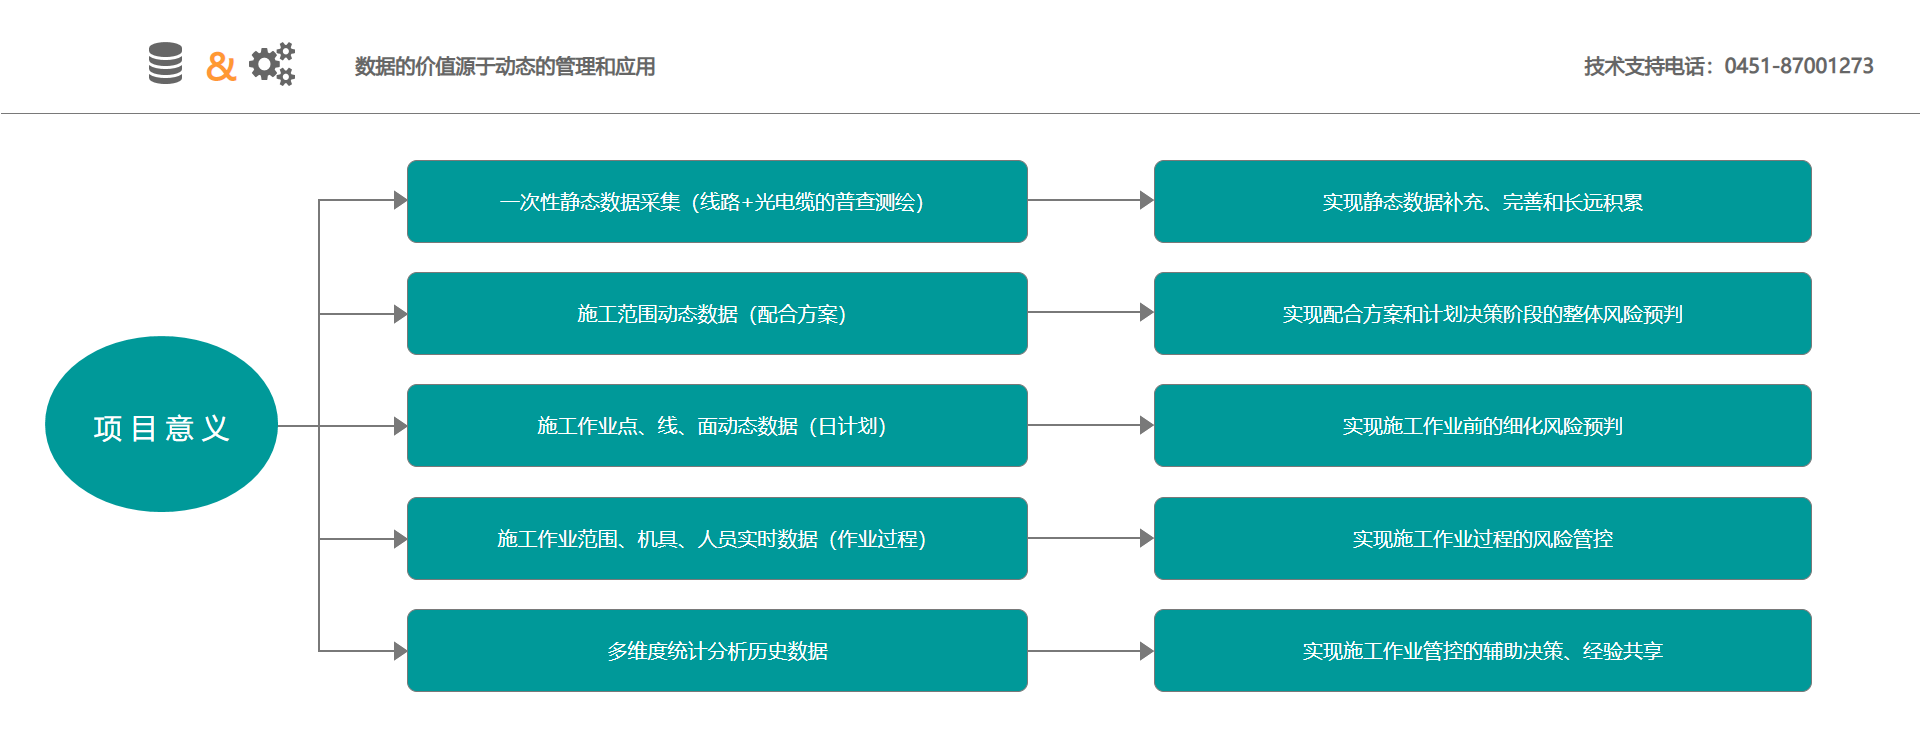 &
数据的价值源于动态的管理和应用
技术支持电话：0451-87001273
项目意义
一次性静态数据采集（线路+光电缆的普查测绘）
实现静态数据补充、完善和长远积累
施工范围动态数据（配合方案）
实现配合方案和计划决策阶段的整体风险预判
施工作业点、线、面动态数据（日计划）
实现施工作业前的细化风险预判
施工作业范围、机具、人员实时数据（作业过程）
实现施工作业过程的风险管控
多维度统计分析历史数据
实现施工作业管控的辅助决策、经验共享